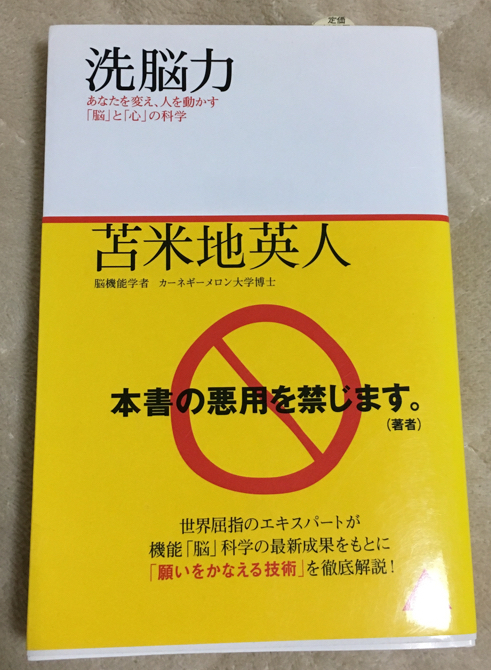 定価
洗脳力
あなたを変え、人を動かす
「脳」と「心」の科学
苫米地英人
脳機能学者　カーネギーメロン大学博士
本書の悪用を禁じます。
(著者)
世界屈指のエキスパートが
機能「脳」科学の最新成果をもとに
「願いをかなえる技術」を徹底解説！